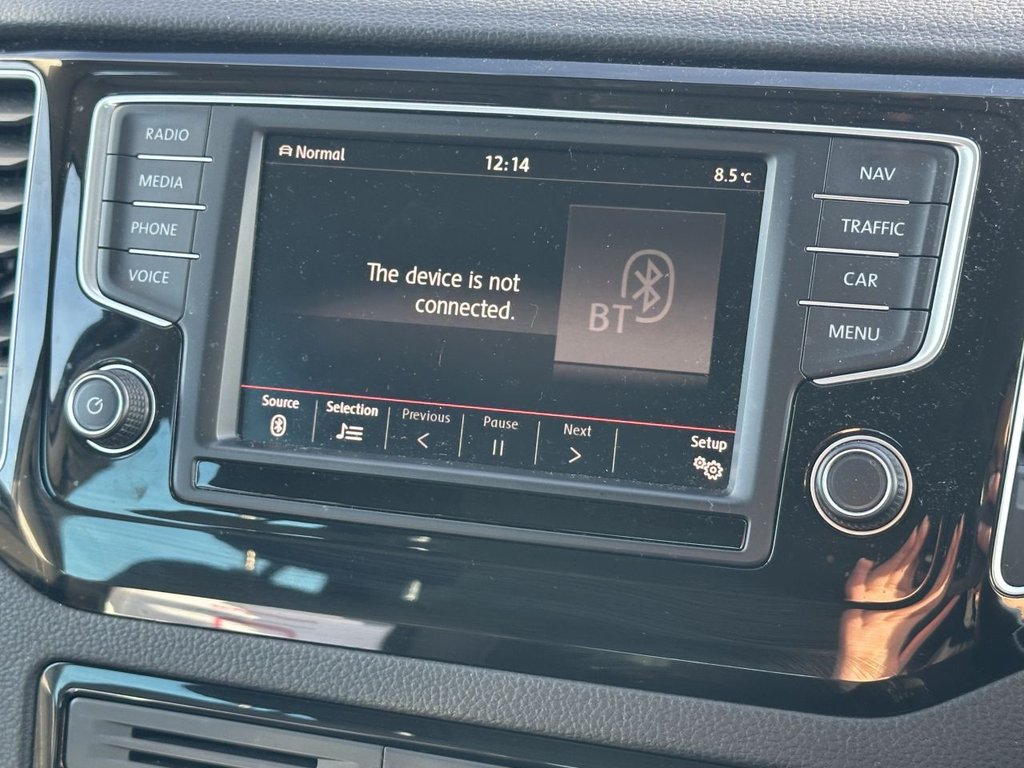 RADIO
MEDIA
PHONE
VOICE
Normal 12:14 8.5 °C
The device is not
connected.
BT
Source Selection Previous Pause Next Setup
NAV
TRAFFIC
CAR
MENU